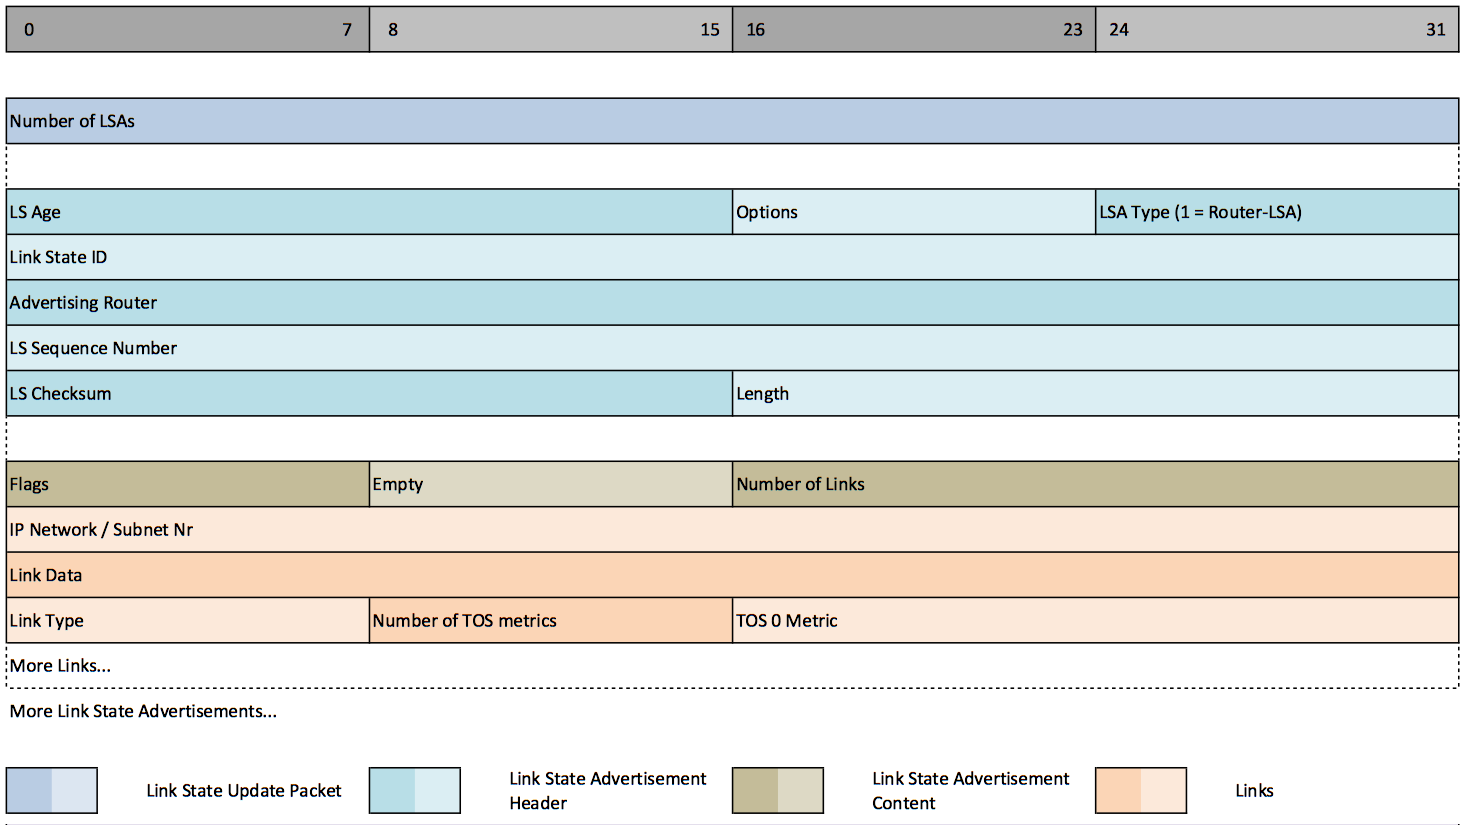 0 7 8 15 16 23 24 31
Number of LSAs
LS Age Options LSA Type (1 = Router-LSA)
Link State ID
Advertising Router
LS Sequence Number
LS Checksum Length
Flags Empty Number of Links
IP Network / Subnet Nr
Link Data
Link Type Number of TOS metrics TOS 0 Metric
More Links...
More Link State Advertisements...
Link State Update Packet
Link State Advertisement
Header
Link State Advertisement
Content
Links